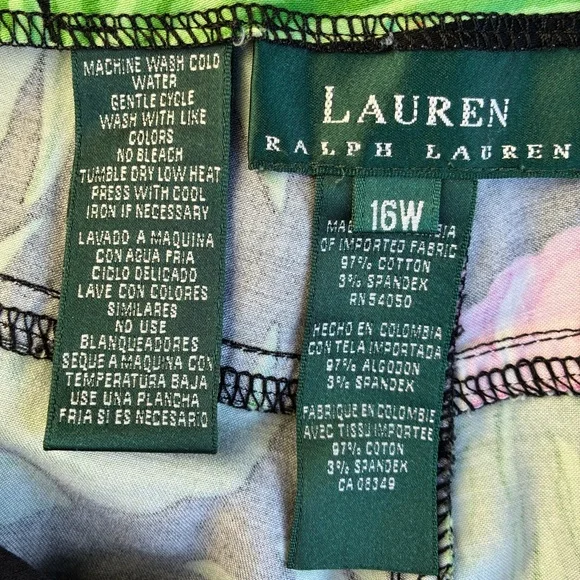 MACHINE WASH COLD
WATER
GENTLE CYCLE
WASH WITH LIKE
COLORS
NO BLEACH
TUMBLE DRY LOW HEAT
PRESS WITH COOL
IRON IF NECESSARY
LAVADO A MAQUINA
CON AGUA FRIA
CICLO DELICADO
LAVE CON COLORES
SIMILARES
NO USE
BLANQUEADORES
SEQUE A MAQUINA CON
TEMPERATURA BAJA
USE UNA PLANCHA
FRIA SI ES NECESARIO
LAUREN
RALPH LAUREN
16W
OF IMPORTED FABRIC
97% COTTON
3% SPANDEX
RN 54050
HECHO EN COLOMBIA
CON TELA IMPORTADA
97% ALGODON
3% SPANDEX
FABRIQUE EN COLOMBIE
AVEC TISSU IMPORTEE
97% COTON
3% SPANDEX
CA 08349